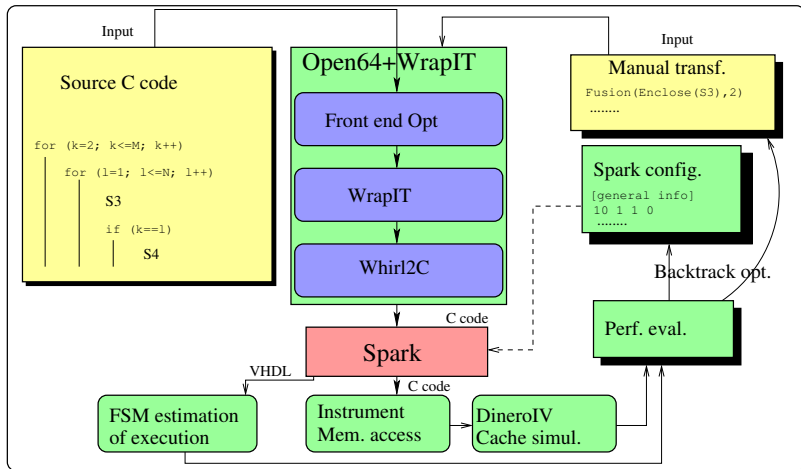 Input
Source C code
for (k=2; k<=M; k++)
for (l=1; l<=N; l++)
S3
if (k==l)
S4
Open64+WrapIT
Front end Opt
WrapIT
Whirl2C
Input
Manual transf.
Fusion(Enclose(S3),2)
........
Spark config.
[general info]
10 1 1 0
........
Backtrack opt.
Perf. eval.
C code
Spark
VHDL
C code
FSM estimation
of execution
Instrument
Mem. access
DineroIV
Cache simul.